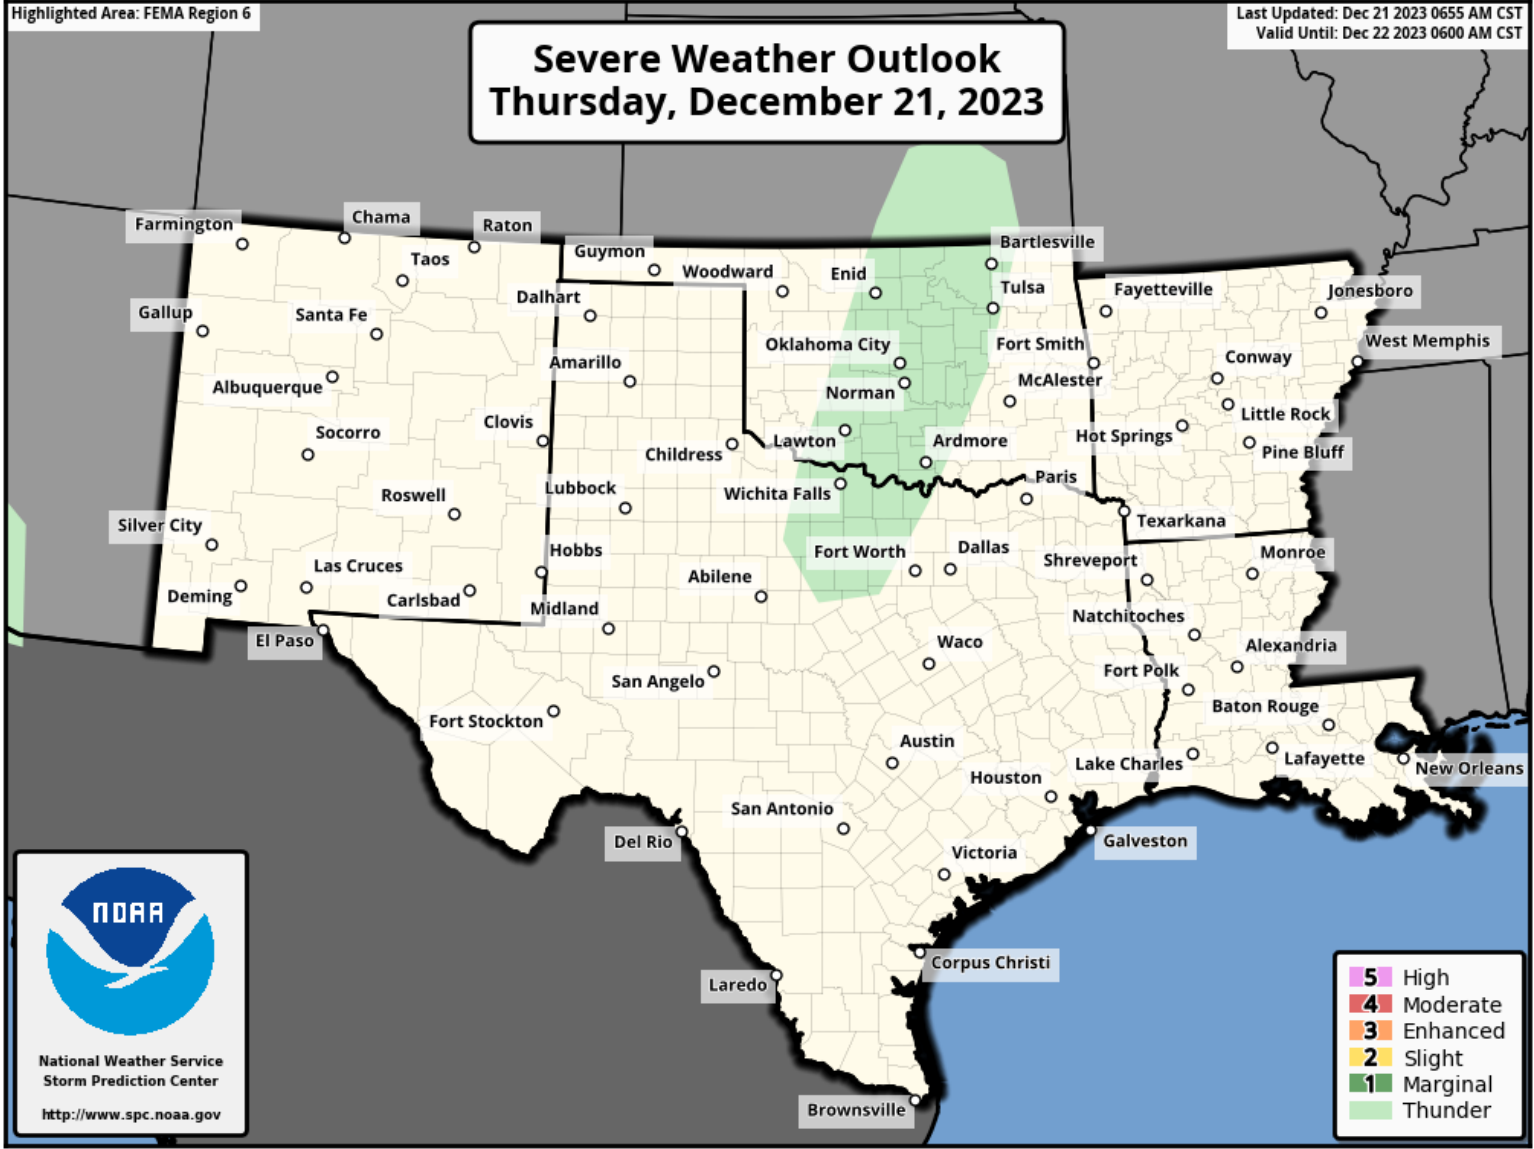 Highlighted Area: FEMA Region 6
Last Updated: Dec 21 2023 0655 AM CST
Valid Until: Dec 22 2023 0600 AM CST
Severe Weather Outlook
Thursday, December 21, 2023
Farmington
Chama
Raton
Taos
Guymon
Woodward
Enid
Bartlesville
Tulsa
Fayetteville
Jonesboro
Gallup
Santa Fe
Dalhart
Oklahoma City
Fort Smith
West Memphis
Albuquerque
Amarillo
Norman
McAlester
Conway
Little Rock
Socorro
Clovis
Childress
Lawton
Ardmore
Hot Springs
Pine Bluff
Roswell
Lubbock
Wichita Falls
Paris
Texarkana
Silver City
Las Cruces
Hobbs
Fort Worth
Dallas
Shreveport
Monroe
Deming
Carlsbad
Midland
Abilene
Natchitoches
El Paso
San Angelo
Waco
Fort Polk
Alexandria
Fort Stockton
Austin
Baton Rouge
Houston
Lake Charles
Lafayette
New Orleans
Del Rio
San Antonio
Victoria
Galveston
Laredo
Corpus Christi
Brownsville
NOAA
National Weather Service
Storm Prediction Center
http://www.spc.noaa.gov
5 High
4 Moderate
3 Enhanced
2 Slight
1 Marginal
Thunder